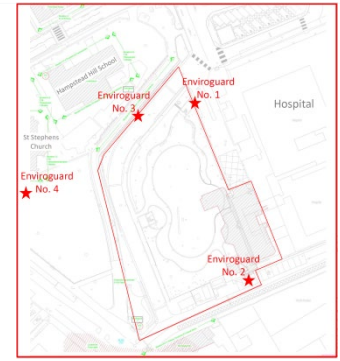 Hampstead Hill School
Enviroguard
No. 1
Enviroguard
No. 3
Hospital
St Stephens
Church
Enviroguard
No. 4
Enviroguard
No. 2